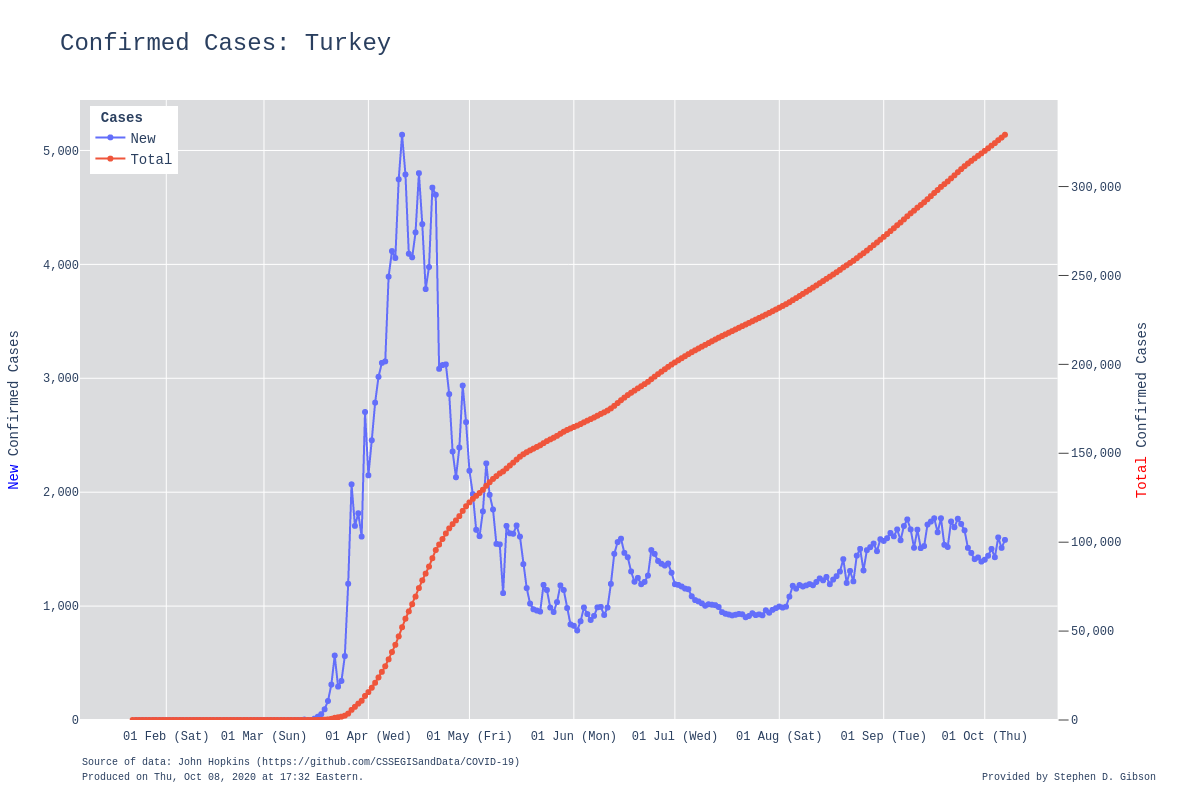 Confirmed Cases: Turkey
Cases
New
Total
5,000
4,000
3,000
2,000
1,000
0
New Confirmed Cases
300,000
250,000
200,000
150,000
100,000
50,000
0
Total Confirmed Cases
01 Feb (Sat) 01 Mar (Sun) 01 Apr (Wed) 01 May (Fri) 01 Jun (Mon) 01 Jul (Wed) 01 Aug (Sat) 01 Sep (Tue) 01 Oct (Thu)
Source of data: John Hopkins (https://github.com/CSSEGISandData/COVID-19)
Produced on Thu, Oct 08, 2020 at 17:32 Eastern.
Provided by Stephen D. Gibson